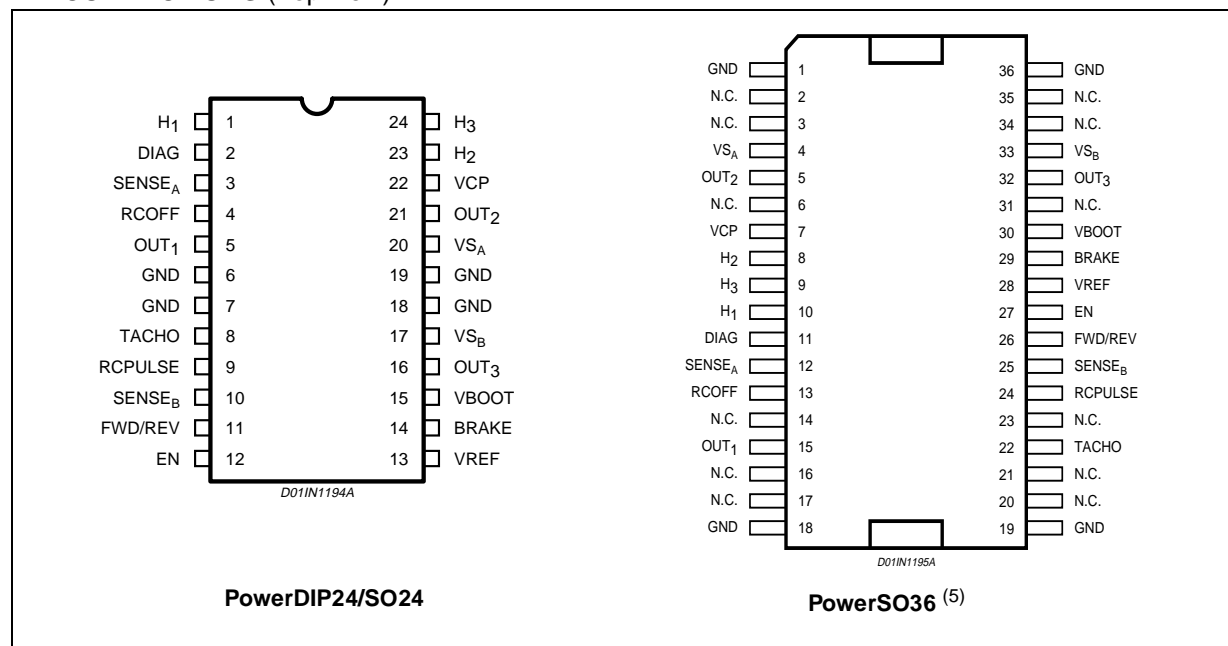 H1 1 24 H3
DIAG 2 23 H2
SENSEA 3 22 VCP
RCOFF 4 21 OUT2
OUT1 5 20 VSA
GND 6 19 GND
GND 7 18 GND
TACHO 8 17 VSB
RCPULSE 9 16 OUT3
SENSEB 10 15 VBOOT
FWD/REV 11 14 BRAKE
EN 12 13 VREF
D01IN1194A
PowerDIP24/SO24
GND 1 36 GND
N.C. 2 35 N.C.
N.C. 3 34 N.C.
VSA 4 33 VSB
OUT2 5 32 OUT3
N.C. 6 31 N.C.
VCP 7 30 VBOOT
H2 8 29 BRAKE
H3 9 28 VREF
H1 10 27 EN
DIAG 11 26 FWD/REV
SENSEA 12 25 SENSEB
RCOFF 13 24 RCPULSE
N.C. 14 23 N.C.
OUT1 15 22 TACHO
N.C. 16 21 N.C.
N.C. 17 20 N.C.
GND 18 19 GND
D01IN1195A
PowerSO36 (5)